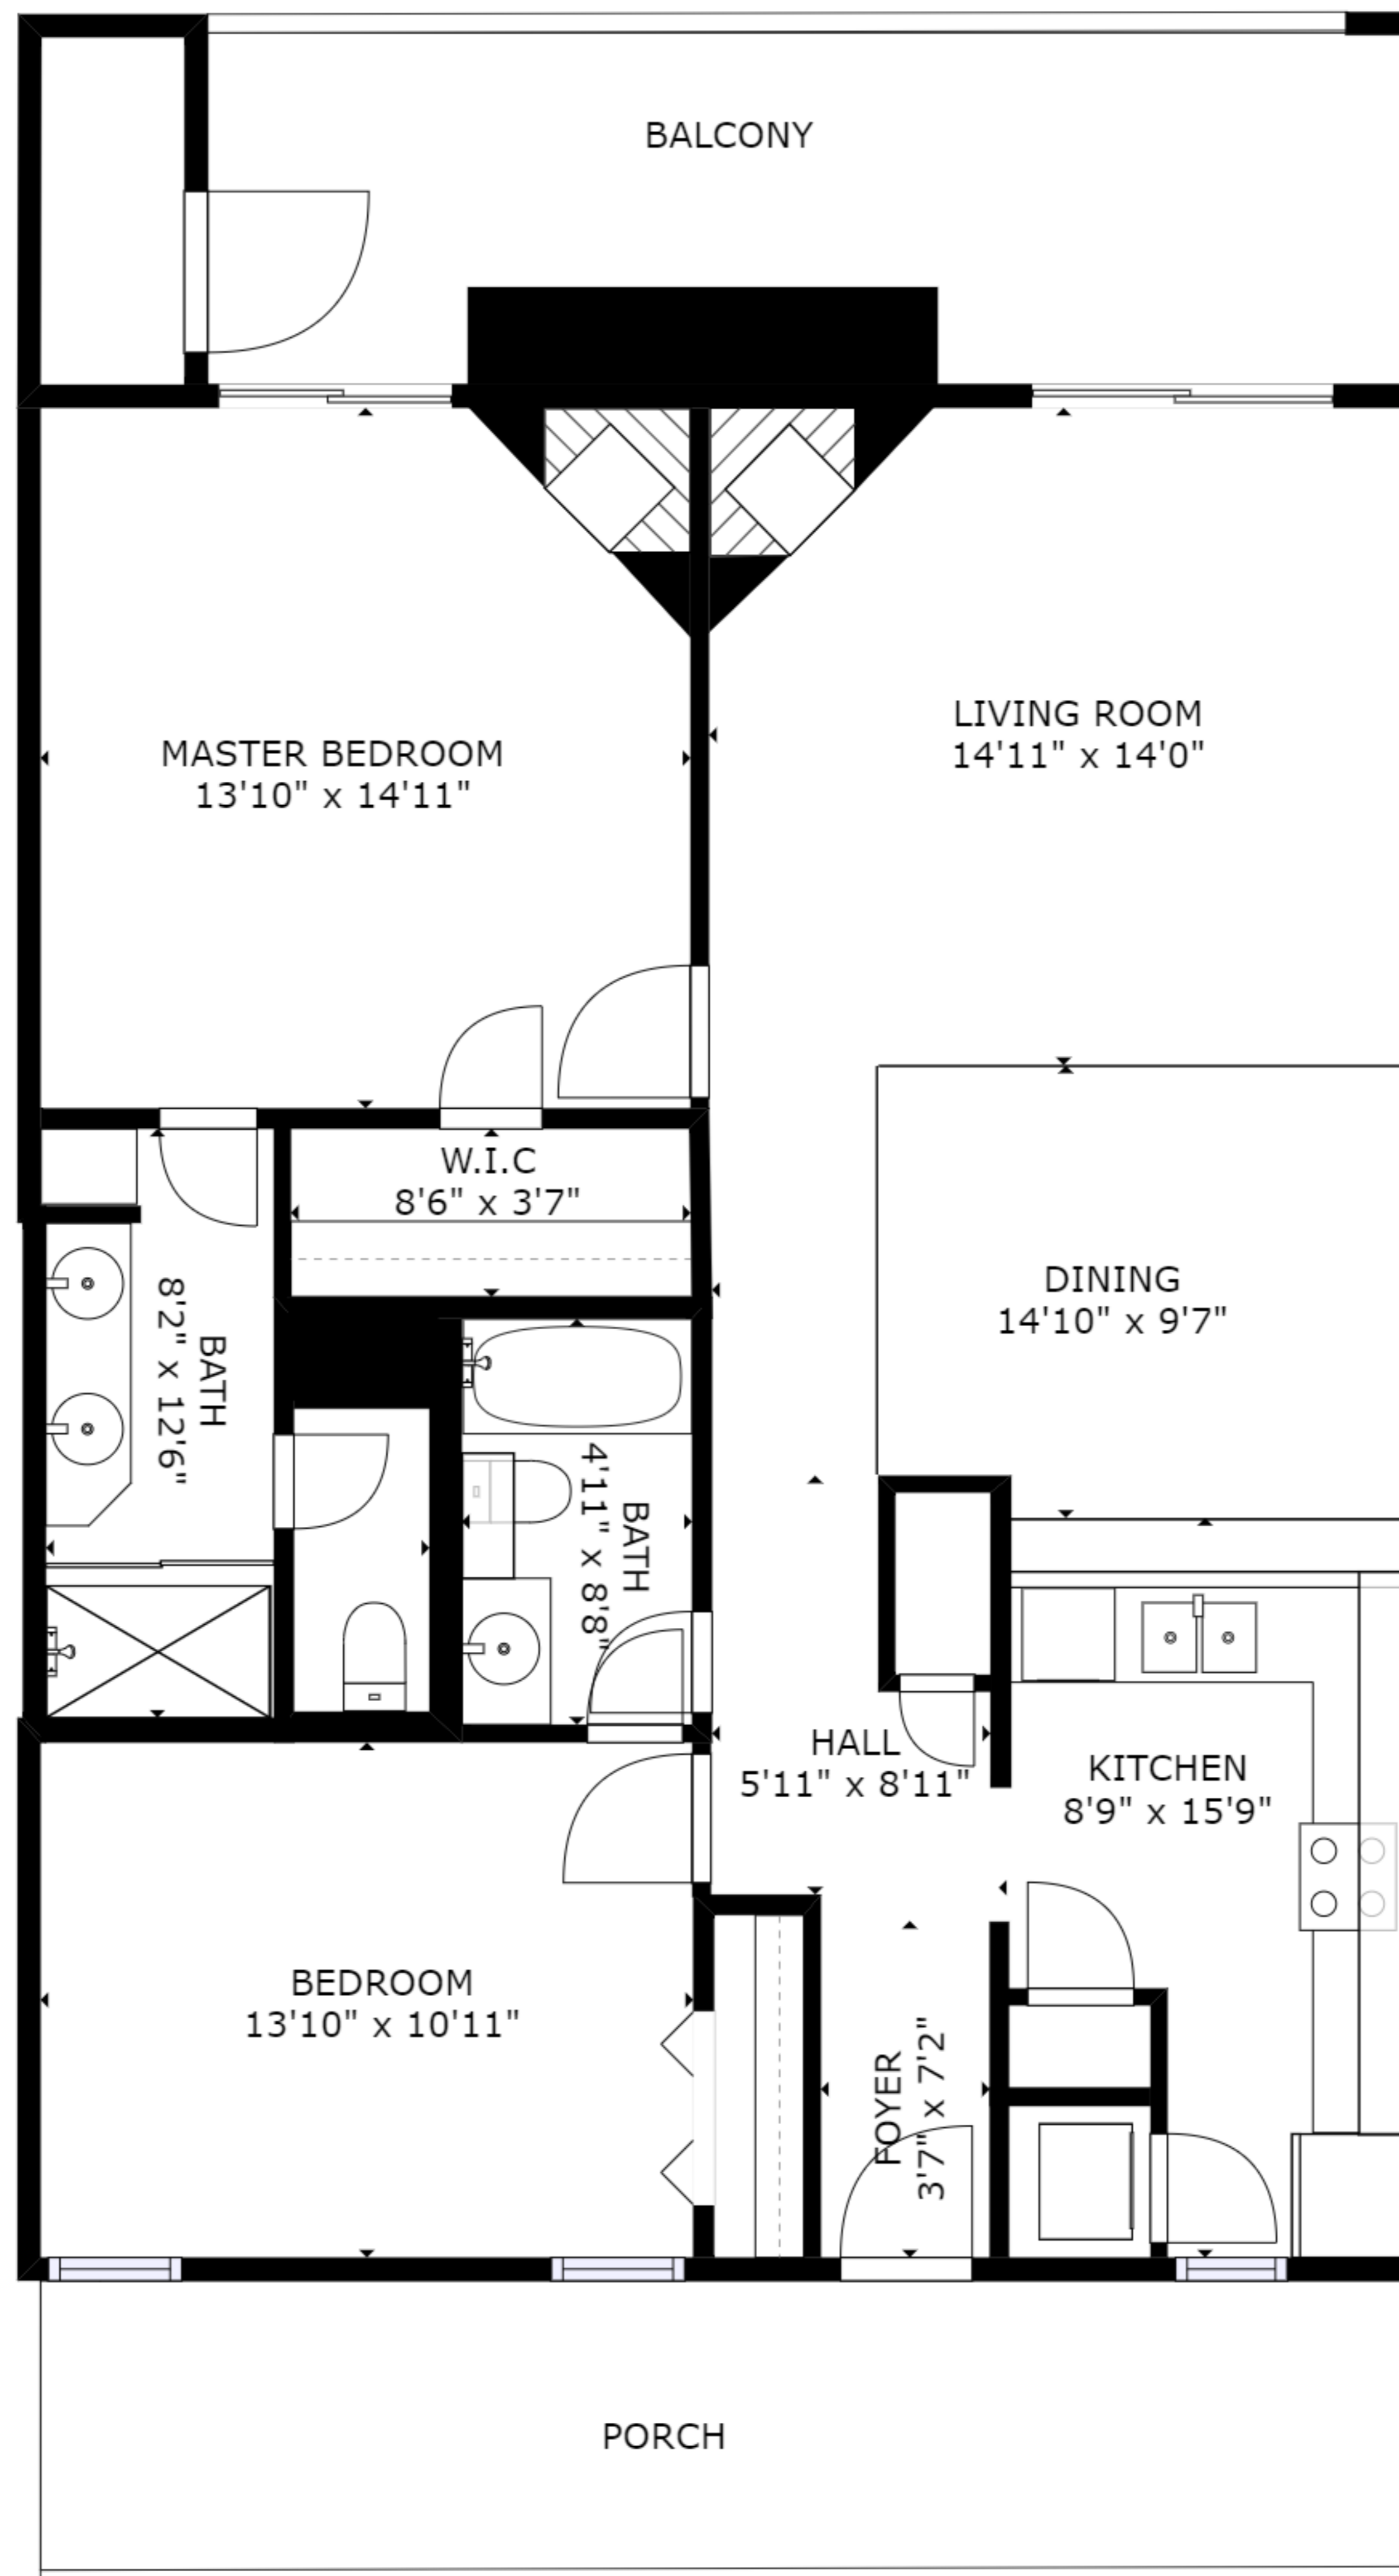 BALCONY
LIVING ROOM
14'11" x 14'0"
MASTER BEDROOM
13'10" x 14'11"
W.I.C
8'6" x 3'7"
DINING
14'10" x 9'7"
BATH
8'2" x 12'6"
BATH
4'11" x 8'8"
HALL
5'11" x 8'11"
KITCHEN
8'9" x 15'9"
BEDROOM
13'10" x 10'11"
FOYER
3'7" x 7'2"
PORCH